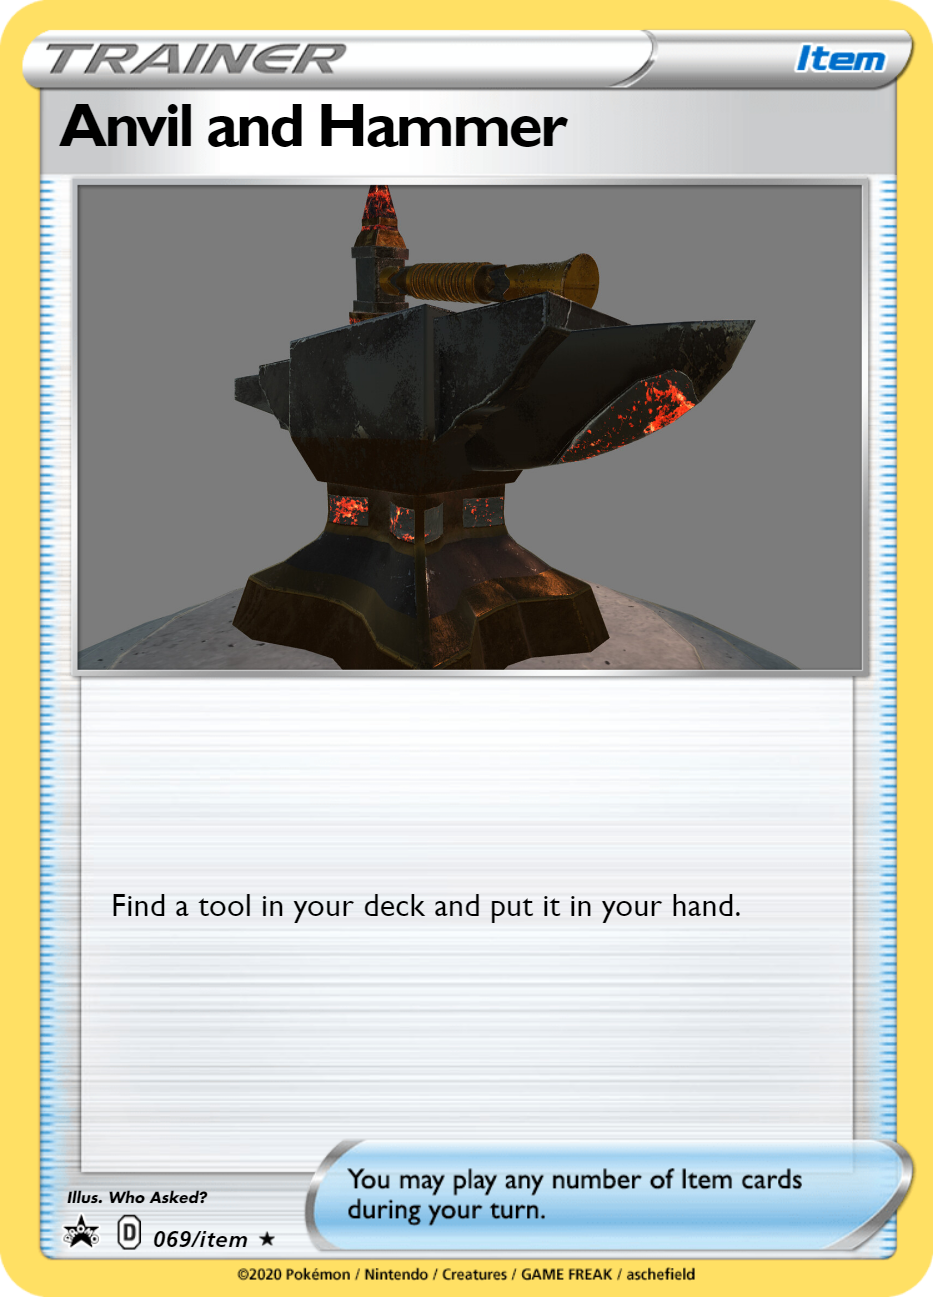 TRAINER
Item
Anvil and Hammer
Find a tool in your deck and put it in your hand.
You may play any number of Item cards
during your turn.
Illus. Who Asked?
D 069/item ★
©2020 Pokémon / Nintendo / Creatures / GAME FREAK / aschefield